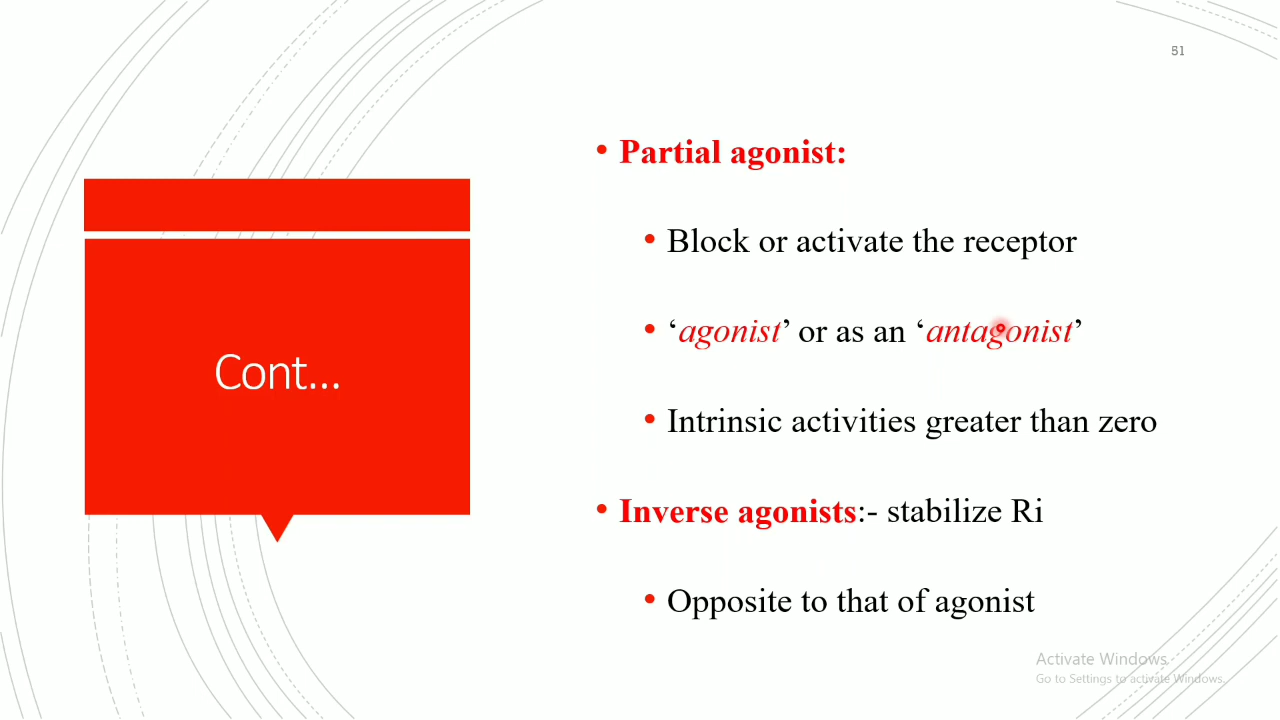 51
Cont...
• Partial agonist:
• Block or activate the receptor
• ‘agonist’ or as an ‘antagonist’
• Intrinsic activities greater than zero
• Inverse agonists:- stabilize Ri
• Opposite to that of agonist
Activate Windows
Go to Settings to activate Windows.